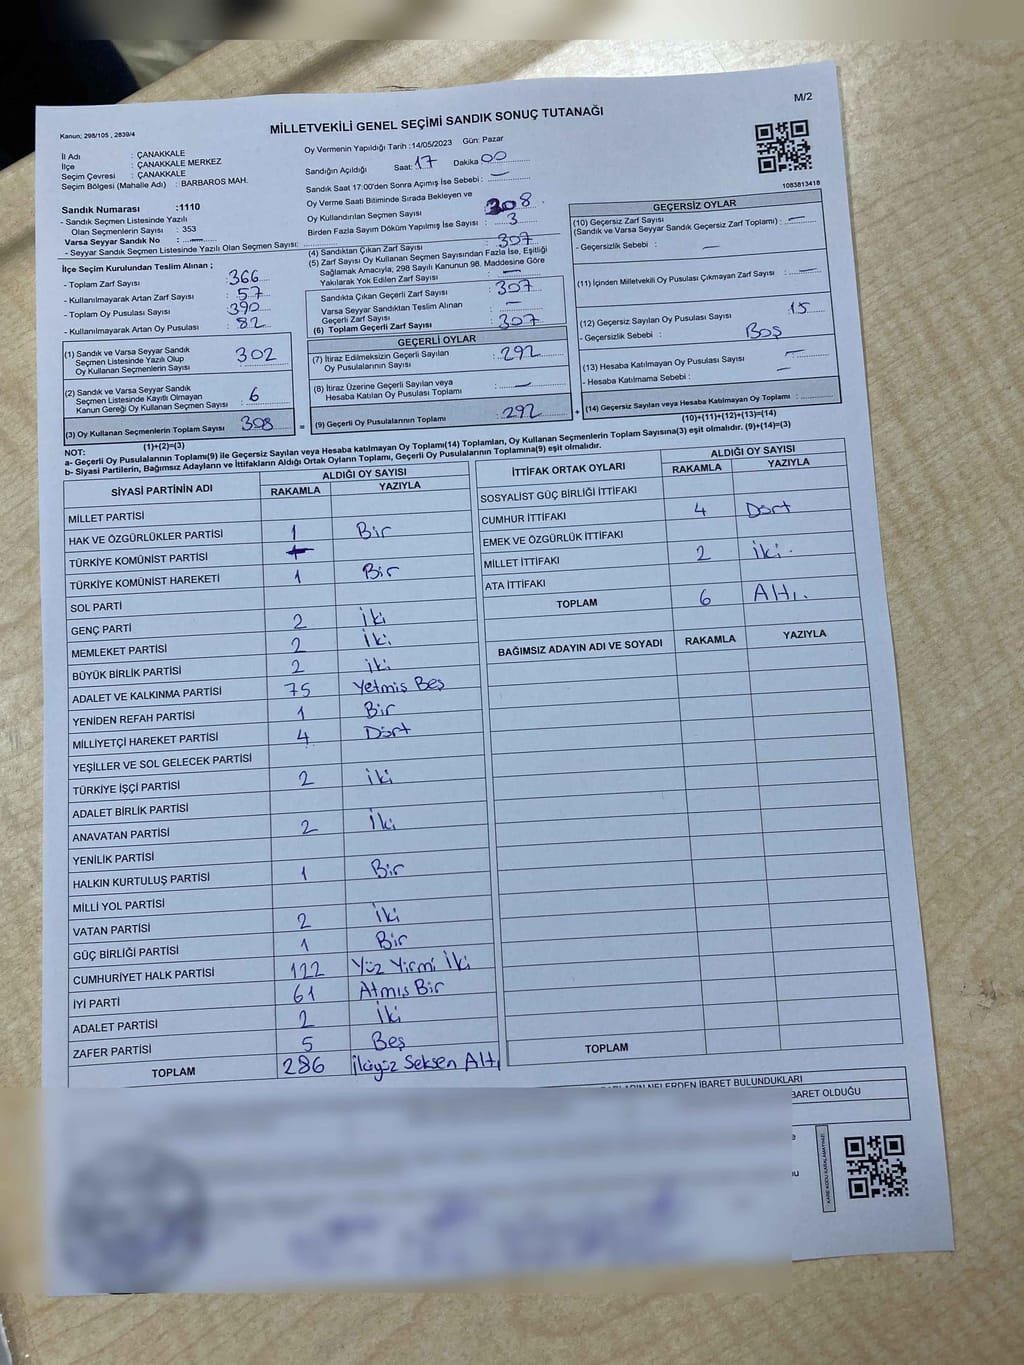 M/2
MİLLETVEKİLİ GENEL SEÇİMİ SANDIK SONUÇ TUTANAĞI
Kanun; 298/105 , 2839/4
İl Adı : ÇANAKKALE
İlçe : ÇANAKKALE MERKEZ
Seçim Çevresi : ÇANAKKALE
Seçim Bölgesi (Mahalle Adı) : BARBAROS MAH.
Sandık Numarası :1110
- Sandık Seçmen Listesinde Yazılı
Olan Seçmenlerin Sayısı : 353
Varsa Seyyar Sandık No : —
- Seyyar Sandık Seçmen Listesinde Yazılı Olan Seçmen Sayısı:
İlçe Seçim Kurulundan Teslim Alınan ;
- Toplam Zarf Sayısı : 366
- Kullanılmayarak Artan Zarf Sayısı : 57
- Toplam Oy Pusulası Sayısı : 390
- Kullanılmayarak Artan Oy Pusulası : 82
(1) Sandık ve Varsa Seyyar Sandık
Seçmen Listesinde Yazılı Olup
Oy Kullanan Seçmenlerin Sayısı : 302
(2) Sandık ve Varsa Seyyar Sandık
Seçmen Listesinde Kayıtlı Olmayan
Kanun Gereği Oy Kullanan Seçmen Sayısı : 6
(3) Oy Kullanan Seçmenlerin Toplam Sayısı : 308
(1)+(2)=(3)
Oy Vermenin Yapıldığı Tarih :14/05/2023 Gün: Pazar
Sandığın Açıldığı Saat: 17 Dakika 00
Sandık Saat 17:00'den Sonra Açımış İse Sebebi : —
Oy Verme Saati Bitiminde Sırada Bekleyen ve
Oy Kullandırılan Seçmen Sayısı : 308
Birden Fazla Sayım Döküm Yapılmış İse Sayısı : 3
(4) Sandıktan Çıkan Zarf Sayısı : 307
(5) Zarf Sayısı Oy Kullanan Seçmen Sayısından Fazla İse, Eşitliği
Sağlamak Amacıyla; 298 Sayılı Kanunun 98. Maddesine Göre
Yakılarak Yok Edilen Zarf Sayısı : —
Sandıkta Çıkan Geçerli Zarf Sayısı : 307
Varsa Seyyar Sandıktan Teslim Alınan
Geçerli Zarf Sayısı : —
(6) Toplam Geçerli Zarf Sayısı : 307
GEÇERLİ OYLAR
(7) İtiraz Edilmeksizin Geçerli Sayılan
Oy Pusulalarının Sayısı : 292
(8) İtiraz Üzerine Geçerli Sayılan veya
Hesaba Katılan Oy Pusulası Toplamı : —
= (9) Geçerli Oy Pusulalarının Toplamı : 292
1083813418
GEÇERSİZ OYLAR
(10) Geçersiz Zarf Sayısı
(Sandık ve Varsa Seyyar Sandık Geçersiz Zarf Toplamı) : —
- Geçersizlik Sebebi : —
(11) İçinden Milletvekili Oy Pusulası Çıkmayan Zarf Sayısı : —
(12) Geçersiz Sayılan Oy Pusulası Sayısı : 15
- Geçersizlik Sebebi : Boş
(13) Hesaba Katılmayan Oy Pusulası Sayısı : —
- Hesaba Katılmama Sebebi : —
+ (14) Geçersiz Sayılan veya Hesaba Katılmayan Oy Toplamı :
(10)+(11)+(12)+(13)=(14)
NOT:
a- Geçerli Oy Pusulalarının Toplamı(9) ile Geçersiz Sayılan veya Hesaba katılmayan Oy Toplamı(14) Toplamları, Oy Kullanan Seçmenlerin Toplam Sayısına(3) eşit olmalıdır. (9)+(14)=(3)
b- Siyasi Partilerin, Bağımsız Adayların ve İttifakların Aldığı Ortak Oyların Toplamı, Geçerli Oy Pusulalarının Toplamına(9) eşit olmalıdır.
SİYASİ PARTİNİN ADI ALDIĞI OY SAYISI
RAKAMLA YAZIYLA
MİLLET PARTİSİ
HAK VE ÖZGÜRLÜKLER PARTİSİ 1 Bir
TÜRKİYE KOMÜNİST PARTİSİ
TÜRKİYE KOMÜNİST HAREKETİ 1 Bir
SOL PARTİ
GENÇ PARTİ 2 İki
MEMLEKET PARTİSİ 2 İki
BÜYÜK BİRLİK PARTİSİ 2 iki
ADALET VE KALKINMA PARTİSİ 75 Yetmiş Beş
YENİDEN REFAH PARTİSİ 1 Bir
MİLLİYETÇİ HAREKET PARTİSİ 4 Dört
YEŞİLLER VE SOL GELECEK PARTİSİ
TÜRKİYE İŞÇİ PARTİSİ 2 iki
ADALET BİRLİK PARTİSİ
ANAVATAN PARTİSİ 2 İki
YENİLİK PARTİSİ
HALKIN KURTULUŞ PARTİSİ 1 Bir
MİLLİ YOL PARTİSİ
VATAN PARTİSİ 2 İki
GÜÇ BİRLİĞİ PARTİSİ 1 Bir
CUMHURİYET HALK PARTİSİ 122 Yüz Yirmi İki
İYİ PARTİ 61 Atmış Bir
ADALET PARTİSİ 2 İki
ZAFER PARTİSİ 5 Beş
TOPLAM 286 İkiyüz Seksen Altı
İTTİFAK ORTAK OYLARI ALDIĞI OY SAYISI
RAKAMLA YAZIYLA
SOSYALİST GÜÇ BİRLİĞİ İTTİFAKI
CUMHUR İTTİFAKI 4 Dört
EMEK VE ÖZGÜRLÜK İTTİFAKI
MİLLET İTTİFAKI 2 iki.
ATA İTTİFAKI
TOPLAM 6 Altı.
BAĞIMSIZ ADAYIN ADI VE SOYADI RAKAMLA YAZIYLA
TOPLAM
NELERDEN İBARET BULUNDUKLARI
İBARET OLDUĞU